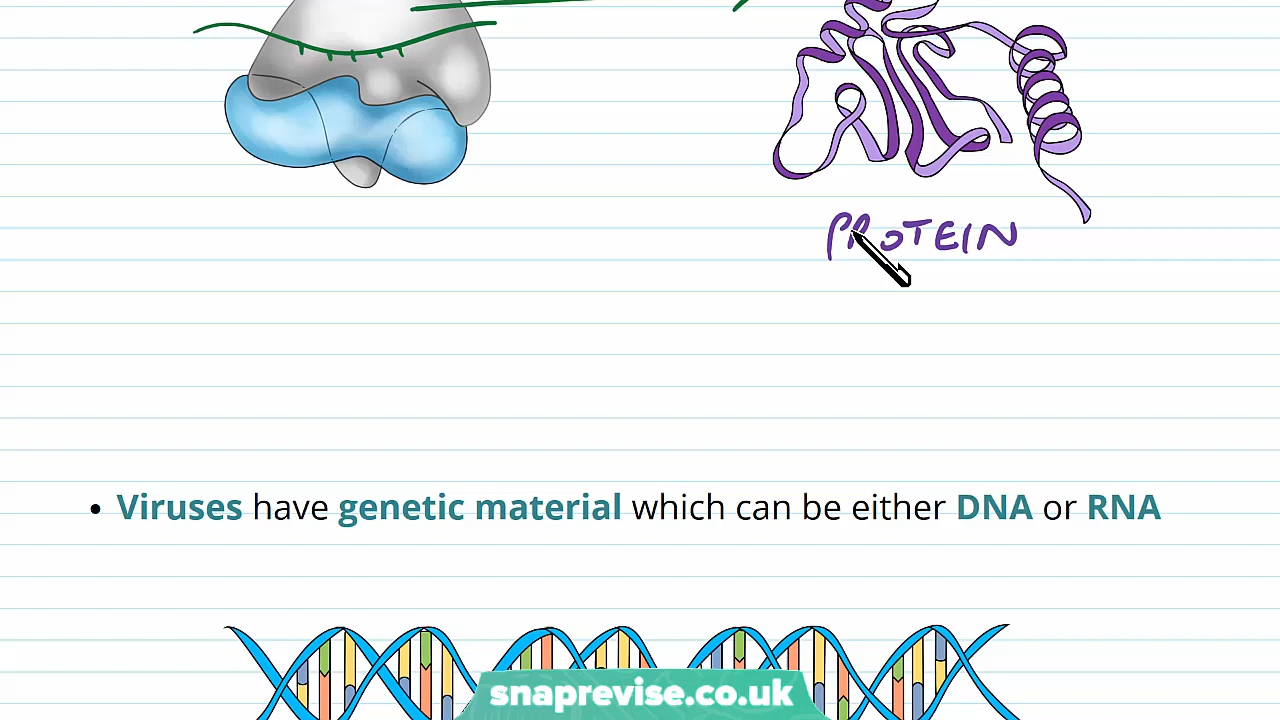 PROTEIN
• Viruses have genetic material which can be either DNA or RNA
snaprevise.co.uk